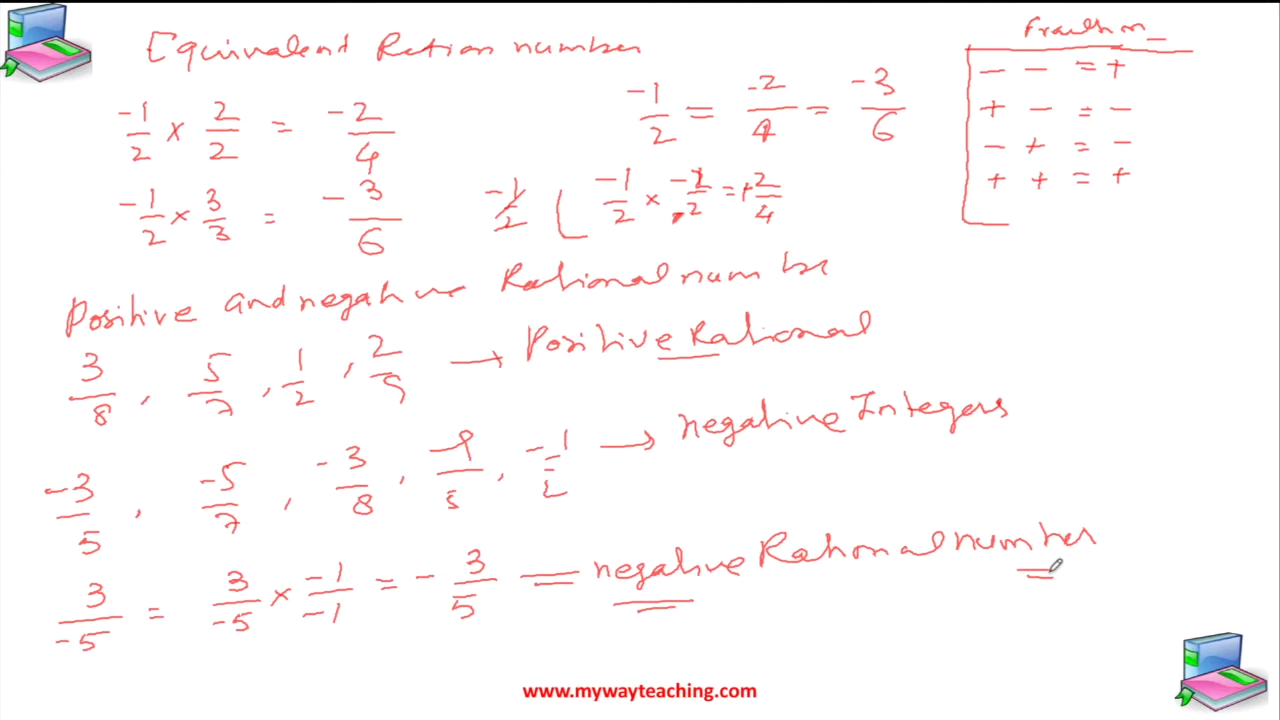 Equivalent Ration number
-1/2 × 2/2 = -2/4
-1/2 × 3/3 = -3/6
-1/2 = -2/4 = -3/6
-1/2 -1/2 × -2/-2 = +2/4
Fraction
- - = +
+ - = -
- + = -
+ + = +
Positive and negative Rational number
3/8, 5/7, 1/2, 2/9 → Positive Rational
-3/5, -5/7, -3/8, -9/5, -1/2 → negative Integers
3/-5 = 3/-5 × -1/-1 = -3/5 = negative Rational number
www.mywayteaching.com